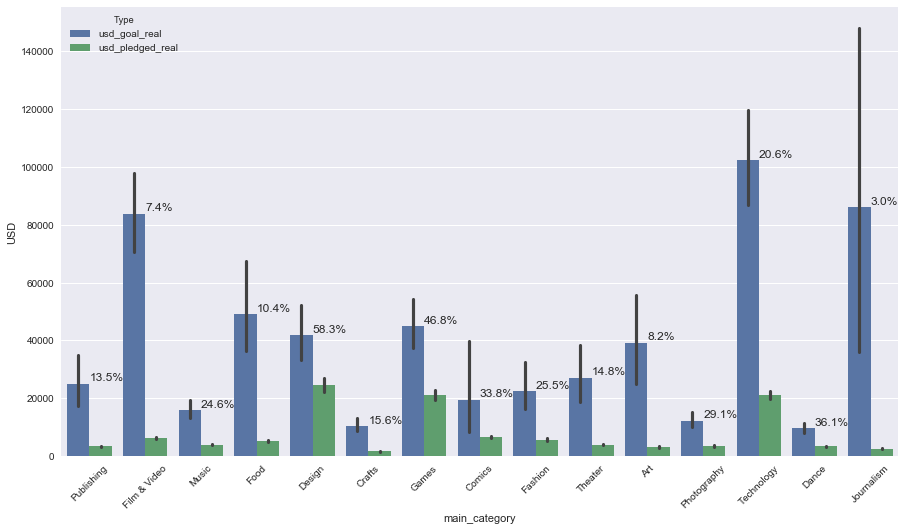 Type
usd_goal_real
usd_pledged_real
140000
120000
100000
80000
60000
40000
20000
0
USD
13.5%
7.4%
24.6%
10.4%
58.3%
15.6%
46.8%
33.8%
25.5%
14.8%
8.2%
29.1%
20.6%
36.1%
3.0%
Publishing
Film & Video
Music
Food
Design
Crafts
Games
Comics
Fashion
Theater
Art
Photography
Technology
Dance
Journalism
main_category